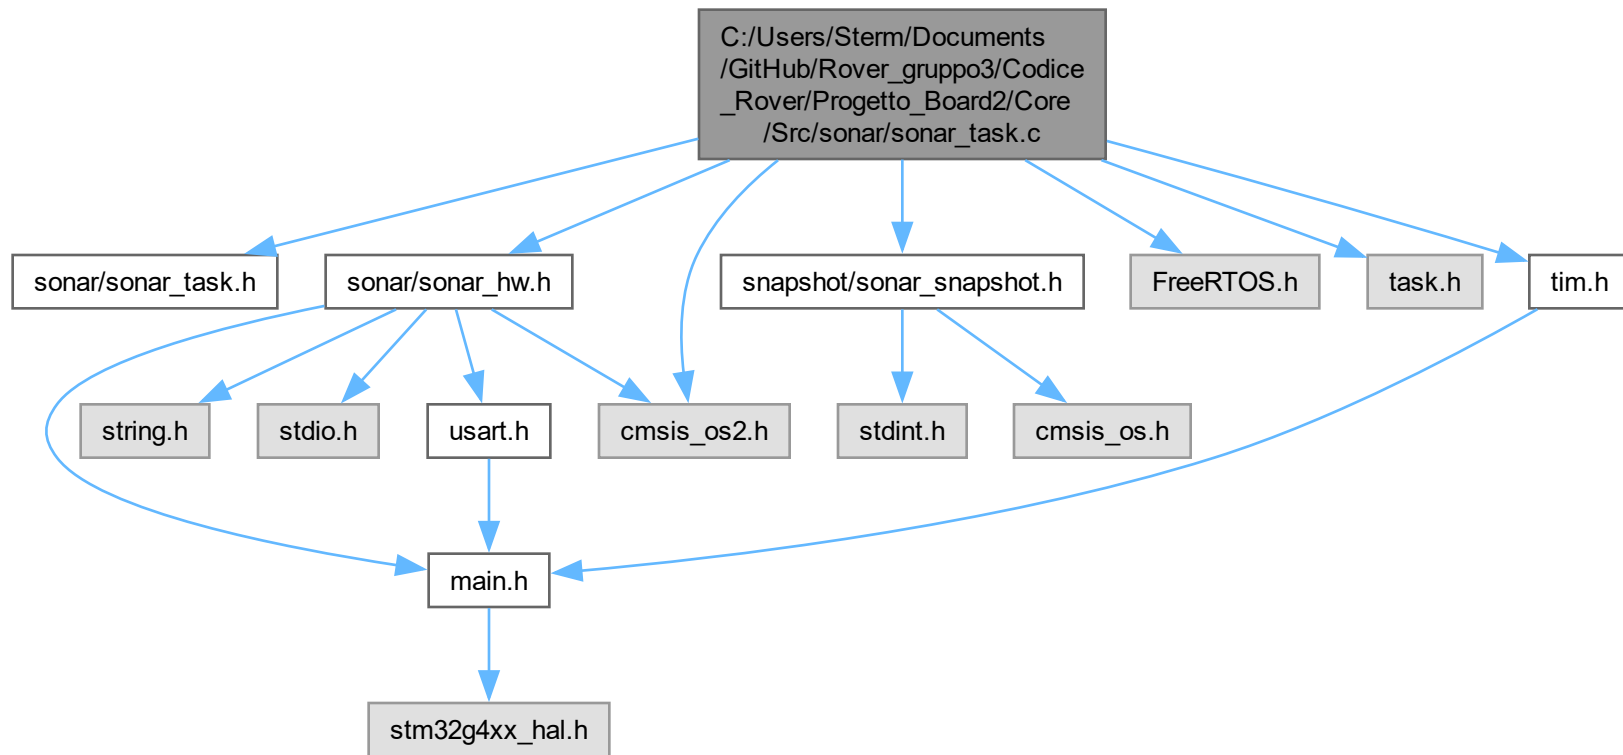 C:/Users/Sterm/Documents
/GitHub/Rover_gruppo3/Codice
_Rover/Progetto_Board2/Core
/Src/sonar/sonar_task.c
sonar/sonar_task.h
sonar/sonar_hw.h
snapshot/sonar_snapshot.h
FreeRTOS.h
task.h
tim.h
string.h
stdio.h
usart.h
cmsis_os2.h
stdint.h
cmsis_os.h
main.h
stm32g4xx_hal.h